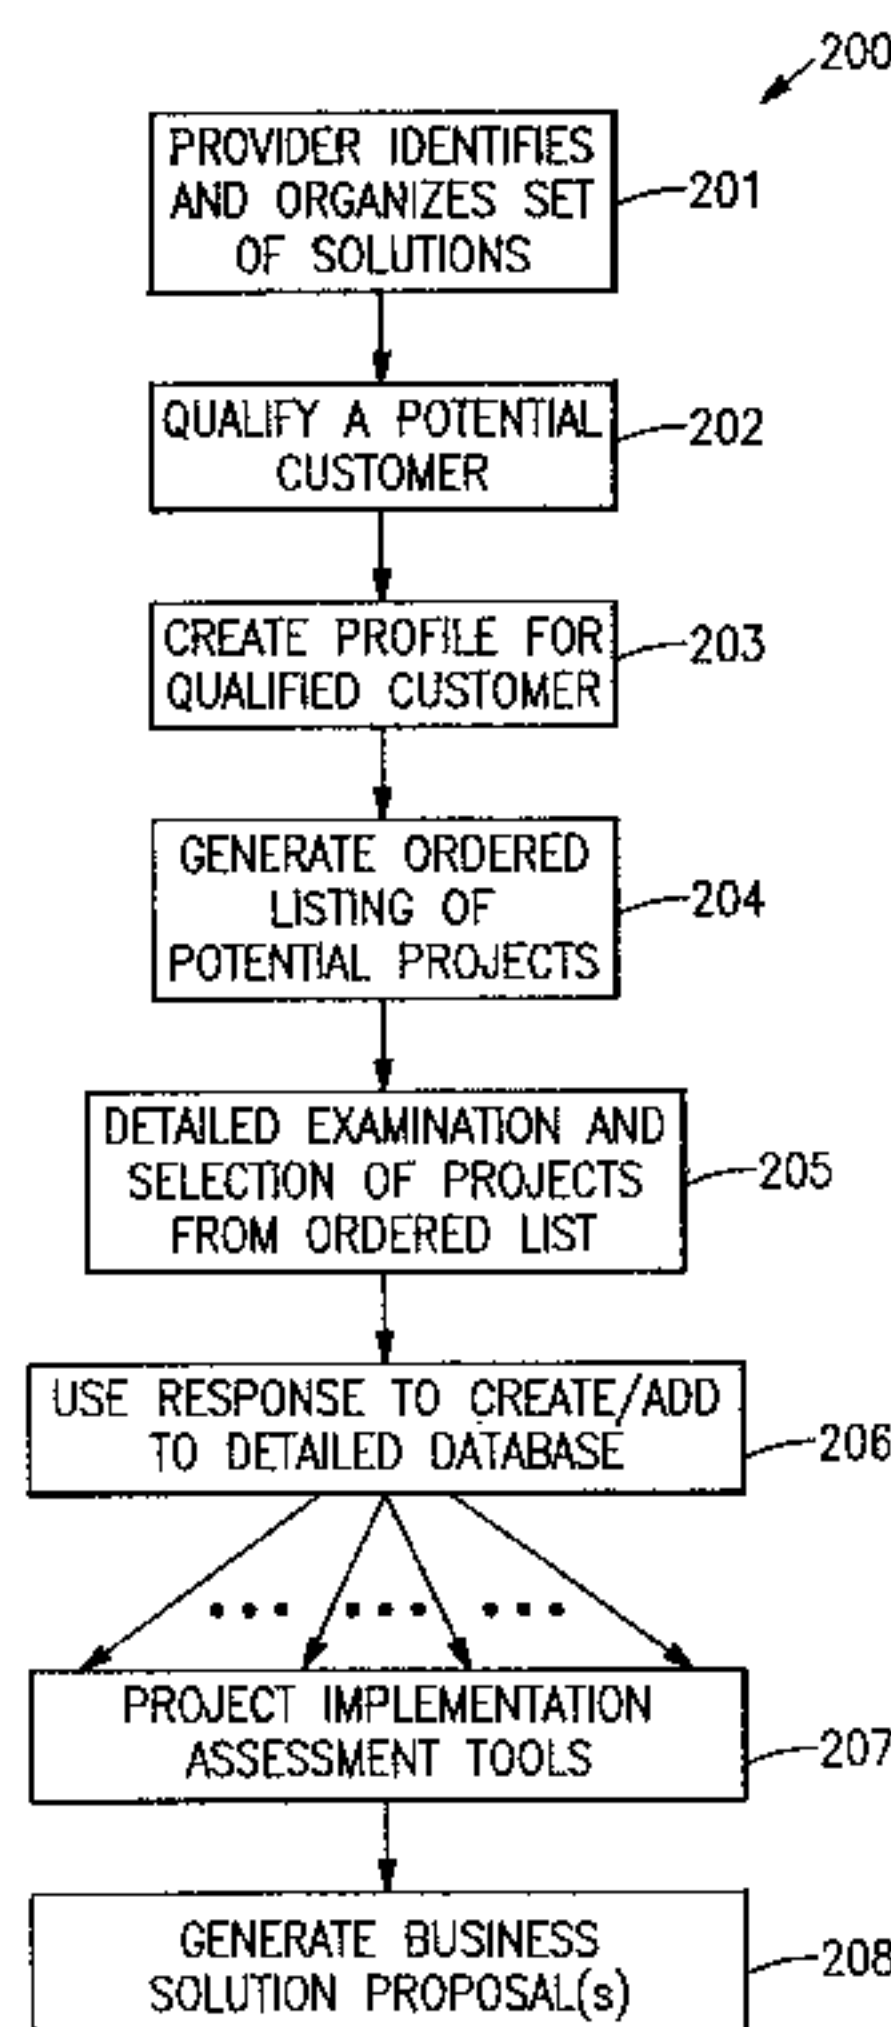 200
PROVIDER IDENTIFIES
AND ORGANIZES SET
OF SOLUTIONS
201
QUALIFY A POTENTIAL
CUSTOMER
202
CREATE PROFILE FOR
QUALIFIED CUSTOMER
203
GENERATE ORDERED
LISTING OF
POTENTIAL PROJECTS
204
DETAILED EXAMINATION AND
SELECTION OF PROJECTS
FROM ORDERED LIST
205
USE RESPONSE TO CREATE/ADD
TO DETAILED DATABASE
206
PROJECT IMPLEMENTATION
ASSESSMENT TOOLS
207
GENERATE BUSINESS
SOLUTION PROPOSAL(s)
208